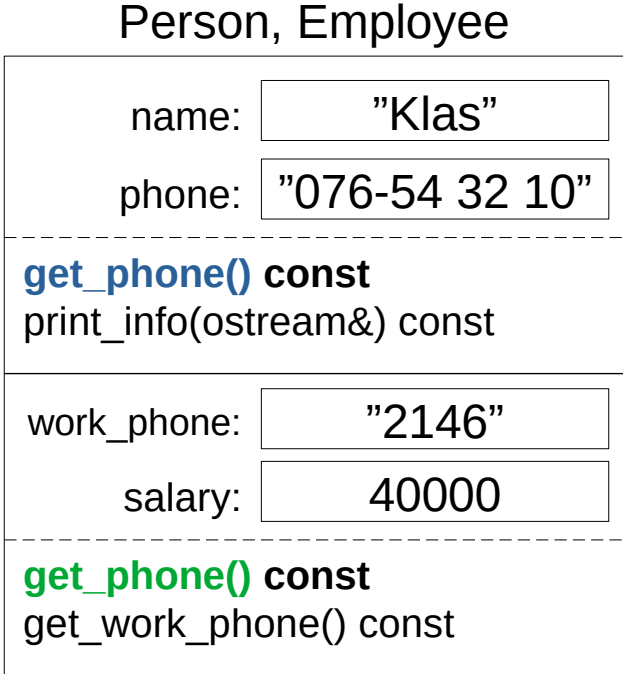 Person, Employee
name: ”Klas”
phone: ”076-54 32 10”
get_phone() const
print_info(ostream&) const
work_phone: ”2146”
salary: 40000
get_phone() const
get_work_phone() const